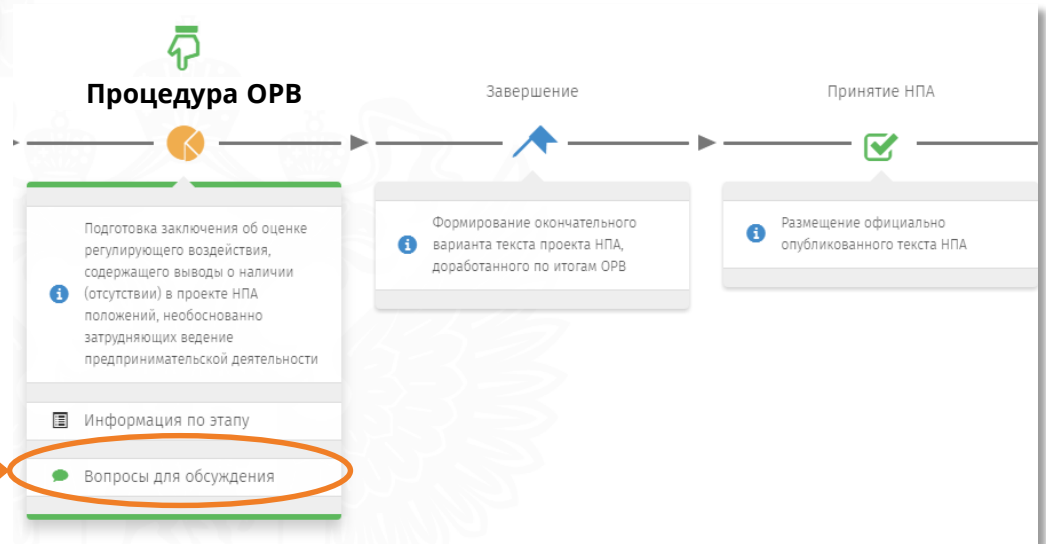 Процедура ОРВ
Завершение
Принятие НПА
Подготовка заключения об оценке
регулирующего воздействия,
содержащего выводы о наличии
(отсутствии) в проекте НПА
положений, необоснованно
затрудняющих ведение
предпринимательской деятельности
Информация по этапу
Вопросы для обсуждения
Формирование окончательного
варианта текста проекта НПА,
доработанного по итогам ОРВ
Размещение официально
опубликованного текста НПА